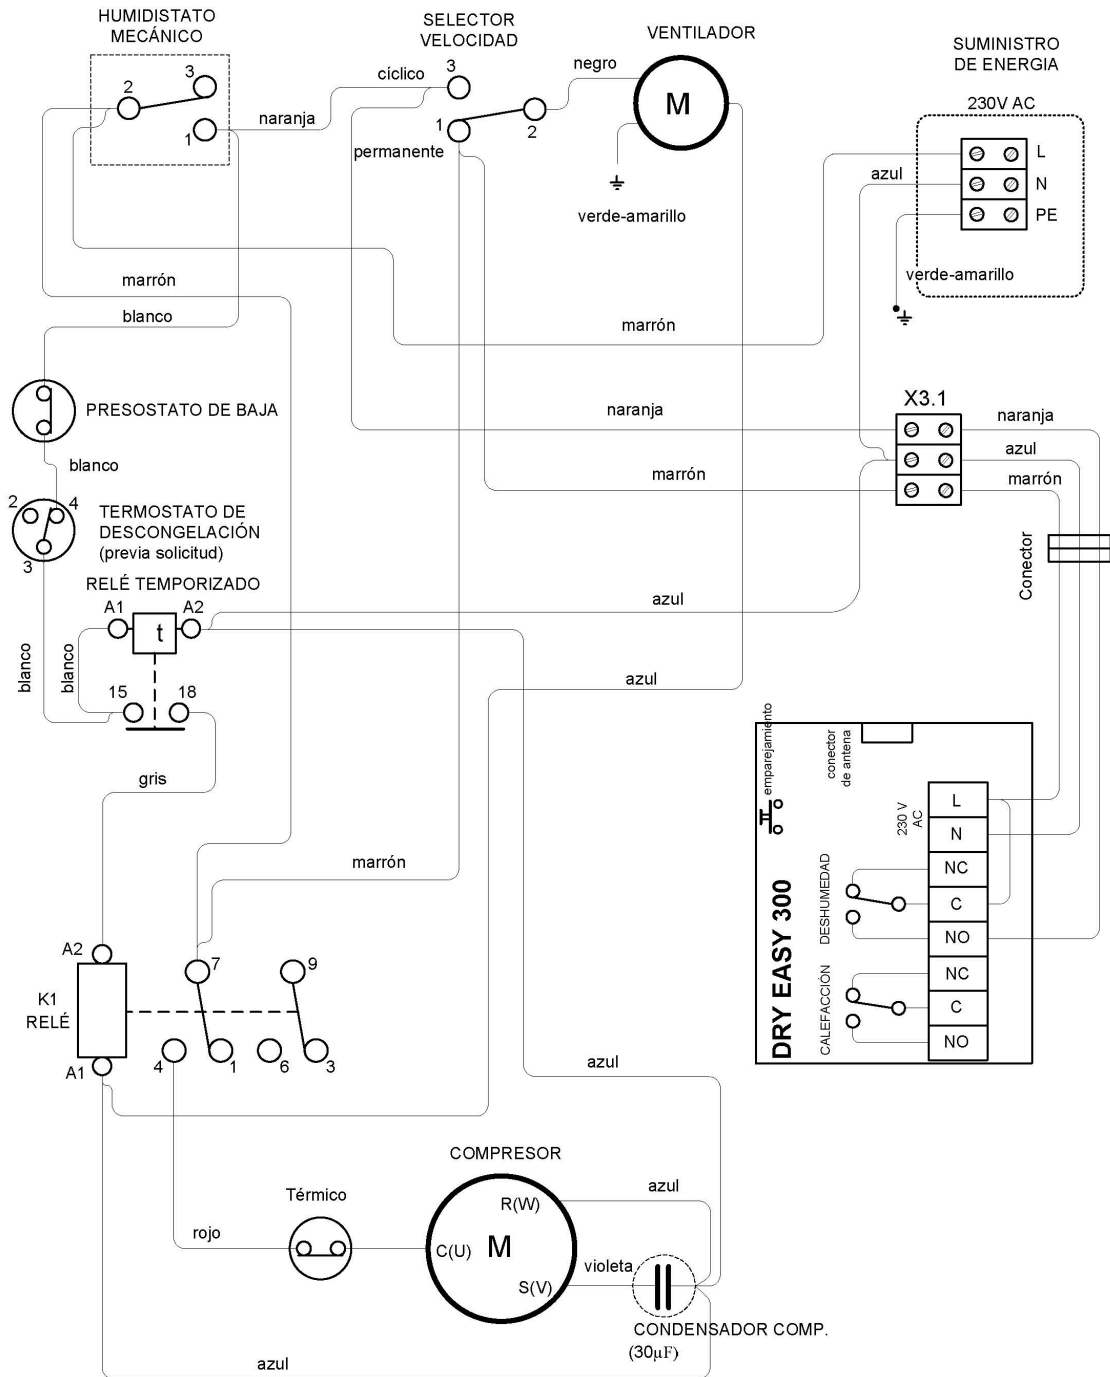 HUMIDISTATO
MECÁNICO
SELECTOR
VELOCIDAD
VENTILADOR
SUMINISTRO
DE ENERGIA
230V AC
3
2
1
naranja
cíclico
3
1
2
permanente
negro
M
verde-amarillo
azul
L
N
PE
verde-amarillo
marrón
blanco
marrón
PRESOSTATO DE BAJA
naranja
X3.1
naranja
azul
marrón
blanco
marrón
2
4
3
TERMOSTATO DE
DESCONGELACIÓN
(previa solicitud)
Conector
RELÉ TEMPORIZADO
A1
A2
t
azul
blanco
blanco
15
18
azul
gris
emparejamiento
conector
de antena
230 V
AC
L
N
NC
C
NO
NC
C
NO
DESHUMEDAD
CALEFACCIÓN
DRY EASY 300
marrón
A2
7
9
K1
RELÉ
A1
4
1
6
3
azul
COMPRESOR
Térmico
rojo
R(W)
C(U)
M
S(V)
azul
violeta
CONDENSADOR COMP.
(30µF)
azul